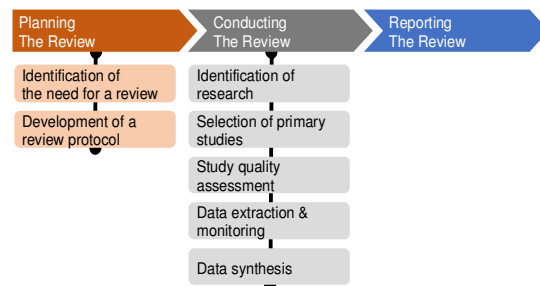 Planning
The Review
Conducting
The Review
Reporting
The Review
Identification of
the need for a review
Development of a
review protocol
Identification of
research
Selection of primary
studies
Study quality
assessment
Data extraction &
monitoring
Data synthesis